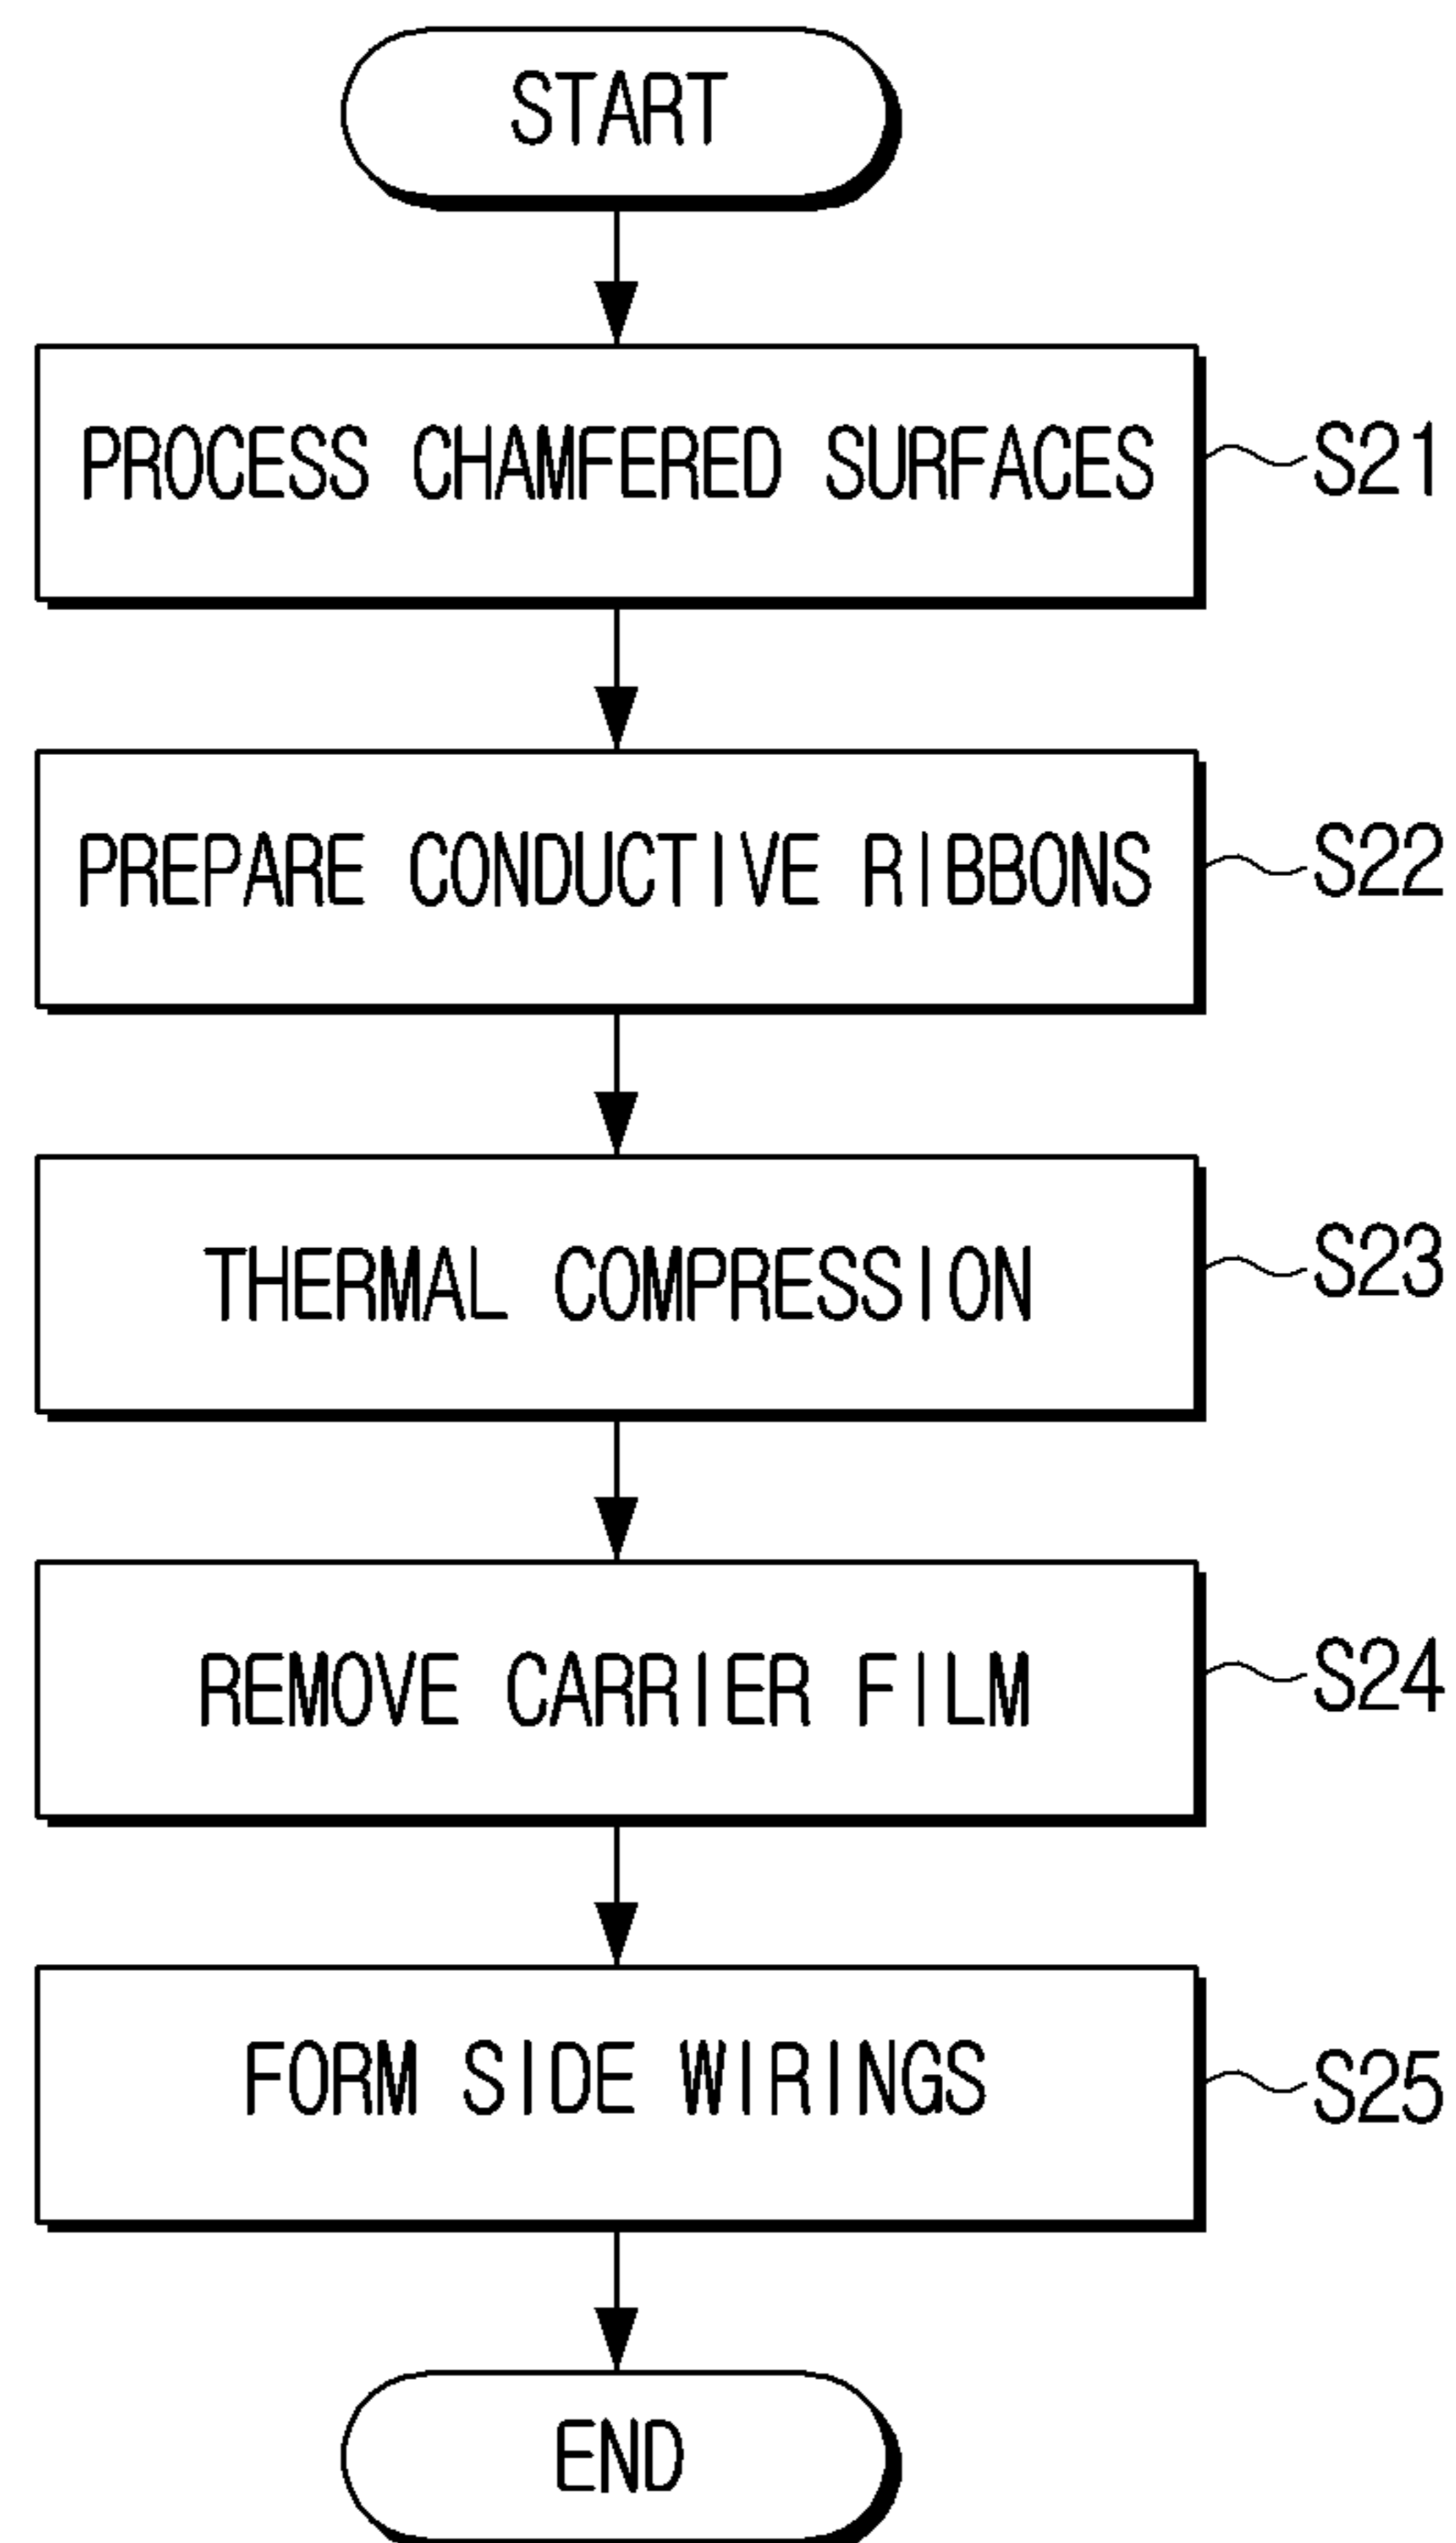 START
PROCESS CHAMFERED SURFACES
S21
PREPARE CONDUCTIVE RIBBONS
S22
THERMAL COMPRESSION
S23
REMOVE CARRIER FILM
S24
FORM SIDE WIRINGS
S25
END